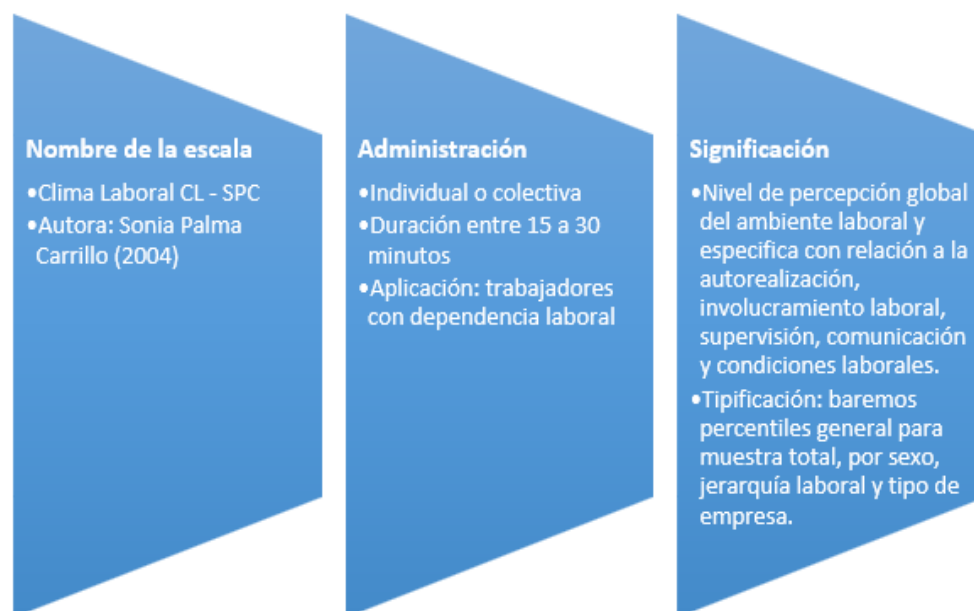 Nombre de la escala
•Clima Laboral CL - SPC
•Autora: Sonia Palma
Carrillo (2004)
Administración
•Individual o colectiva
•Duración entre 15 a 30
minutos
•Aplicación: trabajadores
con dependencia laboral
Significación
•Nivel de percepción global
del ambiente laboral y
especifica con relación a la
autorealización,
involucramiento laboral,
supervisión, comunicación
y condiciones laborales.
•Tipificación: baremos
percentiles general para
muestra total, por sexo,
jerarquía laboral y tipo de
empresa.